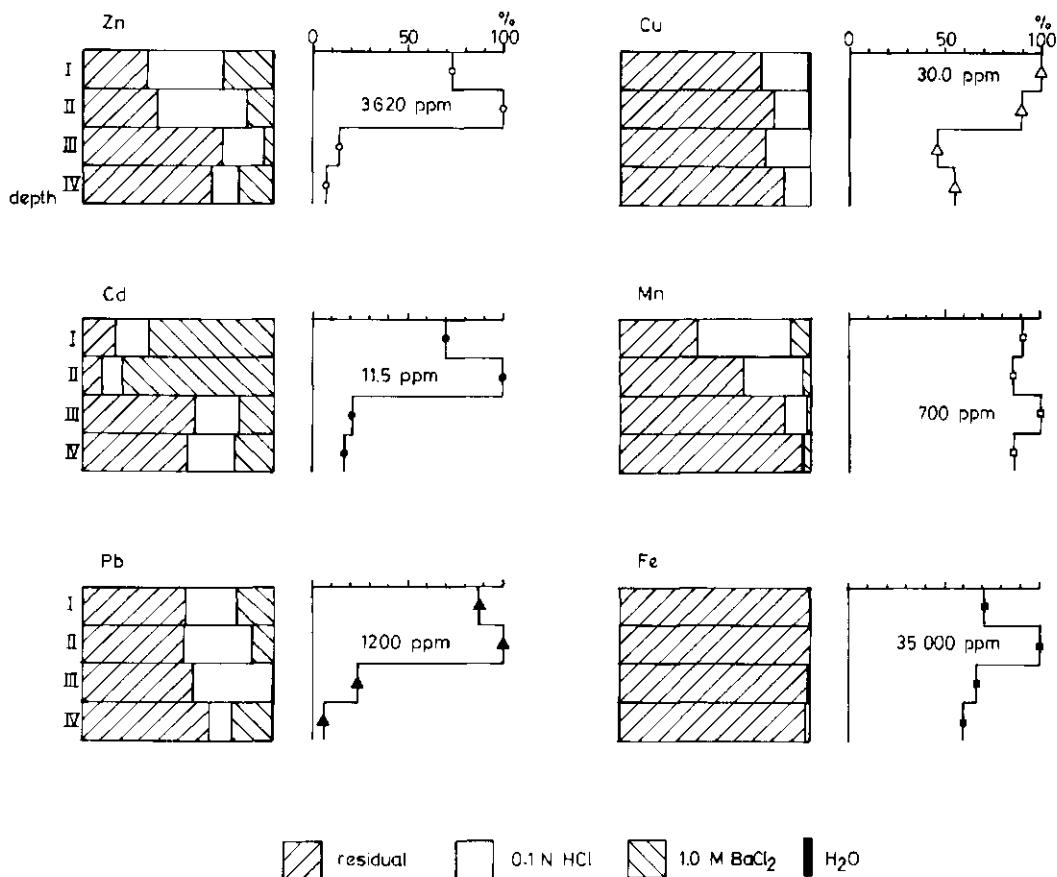 Zn
0 50 % 100
I
II
III
depth IV
3620 ppm
Cu
0 50 % 100
30.0 ppm
Cd
I
II
III
IV
11.5 ppm
Mn
700 ppm
Pb
I
II
III
IV
1200 ppm
Fe
35 000 ppm
residual 0.1 N HCl 1.0 M BaCl₂ H₂O